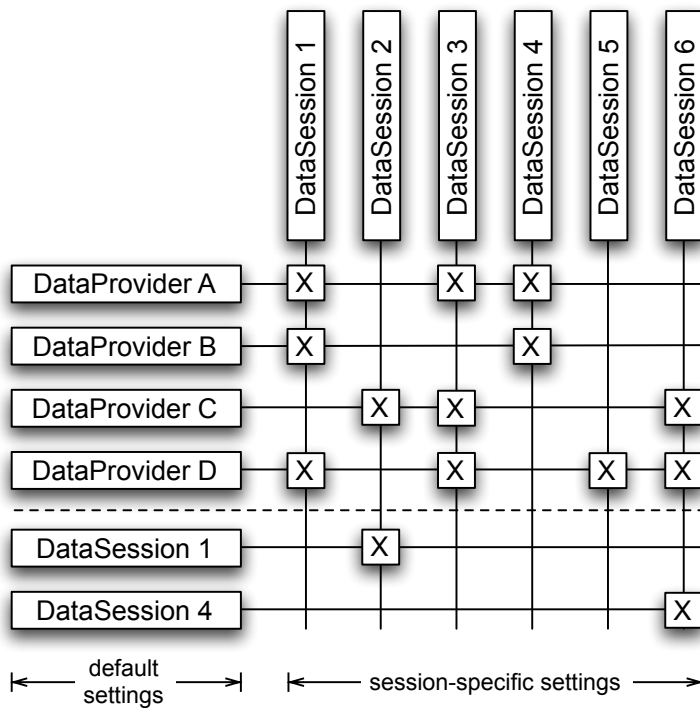 DataSession 1
DataSession 2
DataSession 3
DataSession 4
DataSession 5
DataSession 6
DataProvider A X X X
DataProvider B X X
DataProvider C X X X
DataProvider D X X X X
DataSession 1 X
DataSession 4 X
default
settings
session-specific settings